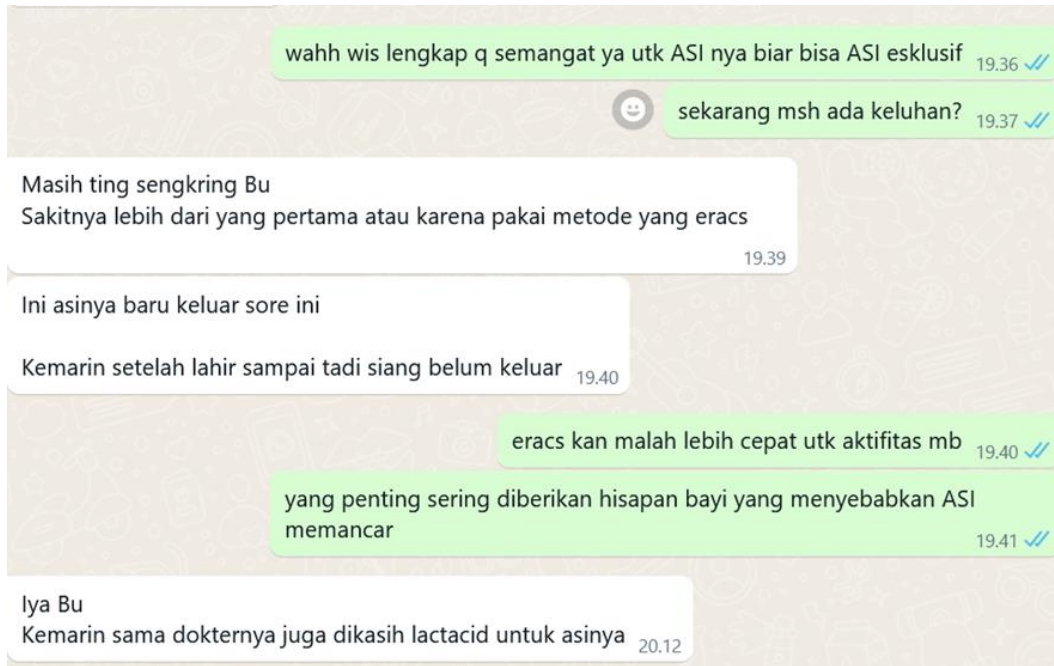 wahh wis lengkap q semangat ya utk ASI nya biar bisa ASI esklusif 19.36
sekarang msh ada keluhan? 19.37
Masih ting sengkring Bu
Sakitnya lebih dari yang pertama atau karena pakai metode yang eracs
19.39
Ini asinya baru keluar sore ini
Kemarin setelah lahir sampai tadi siang belum keluar 19.40
eracs kan malah lebih cepat utk aktifitas mb 19.40
yang penting sering diberikan hisapan bayi yang menyebabkan ASI
memancar 19.41
Iya Bu
Kemarin sama dokternya juga dikasih lactacid untuk asinya 20.12